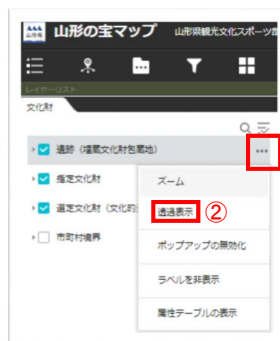 山形県
山形の宝マップ 山形県観光文化スポーツ部
レイヤーリスト
文化財
遺跡（埋蔵文化財包蔵地）
指定文化財
選定文化財（文化的
市町村境界
ズーム
透過表示 ②
ポップアップの無効化
ラベルを非表示
属性テーブルの表示